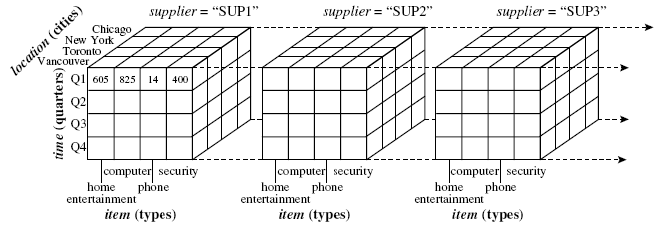 supplier = “SUP1”
supplier = “SUP2”
supplier = “SUP3”
location (cities)
Chicago
New York
Toronto
Vancouver
time (quarters)
Q1 605 825 14 400
Q2
Q3
Q4
computer security
home phone
entertainment
item (types)
computer security
home phone
entertainment
item (types)
computer security
home phone
entertainment
item (types)